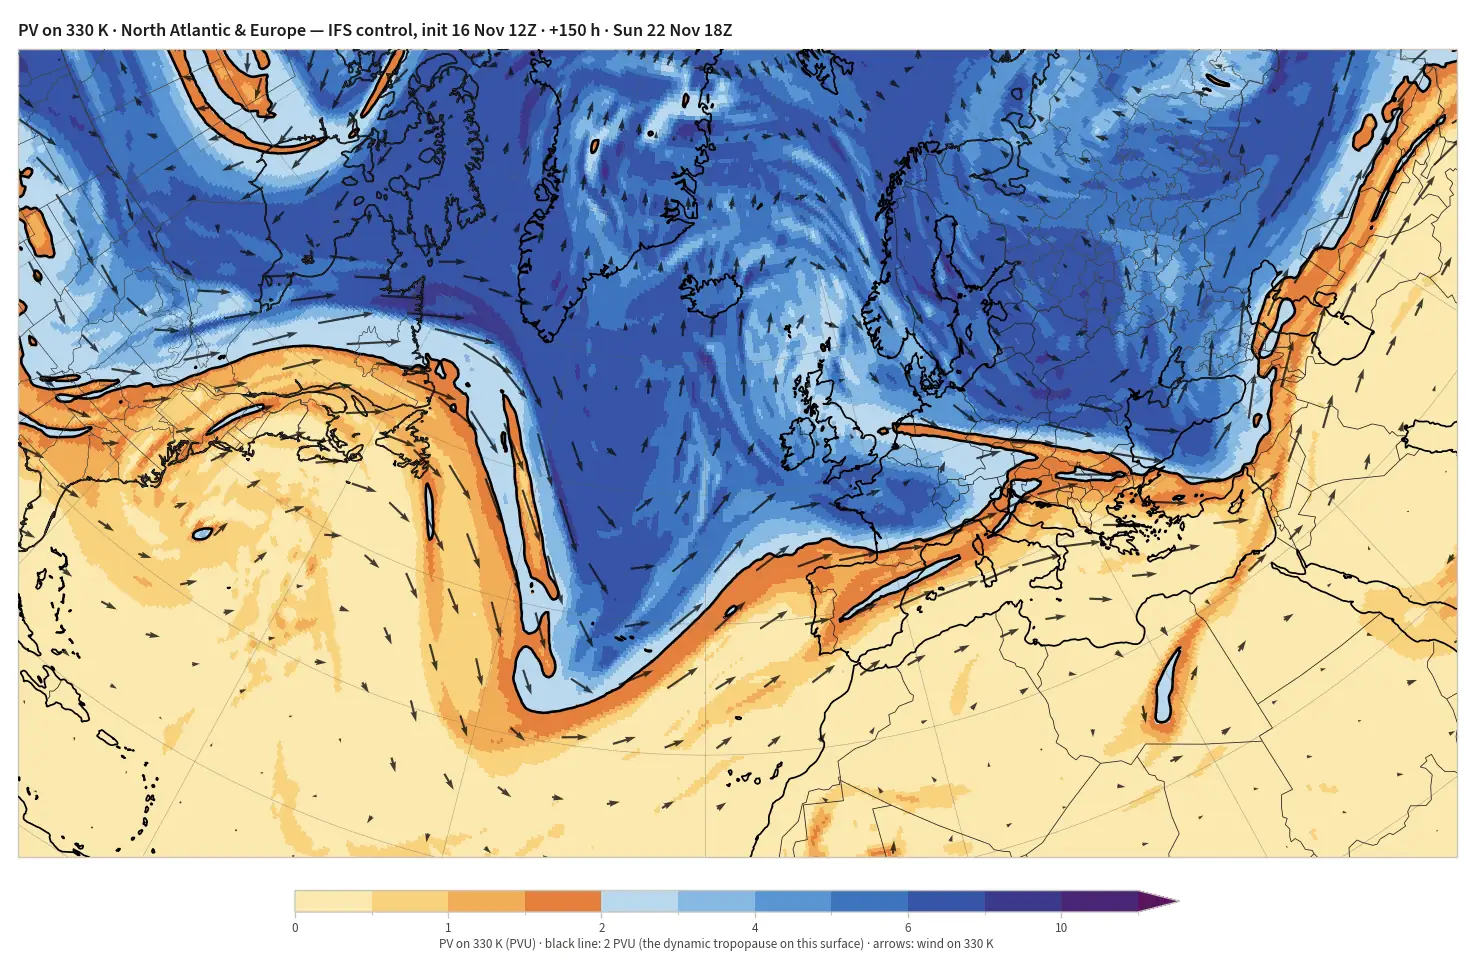 PV on 330 K · North Atlantic & Europe — IFS control, init 16 Nov 12Z · +150 h · Sun 22 Nov 18Z
0 1 2 4 6 10
PV on 330 K (PVU) · black line: 2 PVU (the dynamic tropopause on this surface) · arrows: wind on 330 K